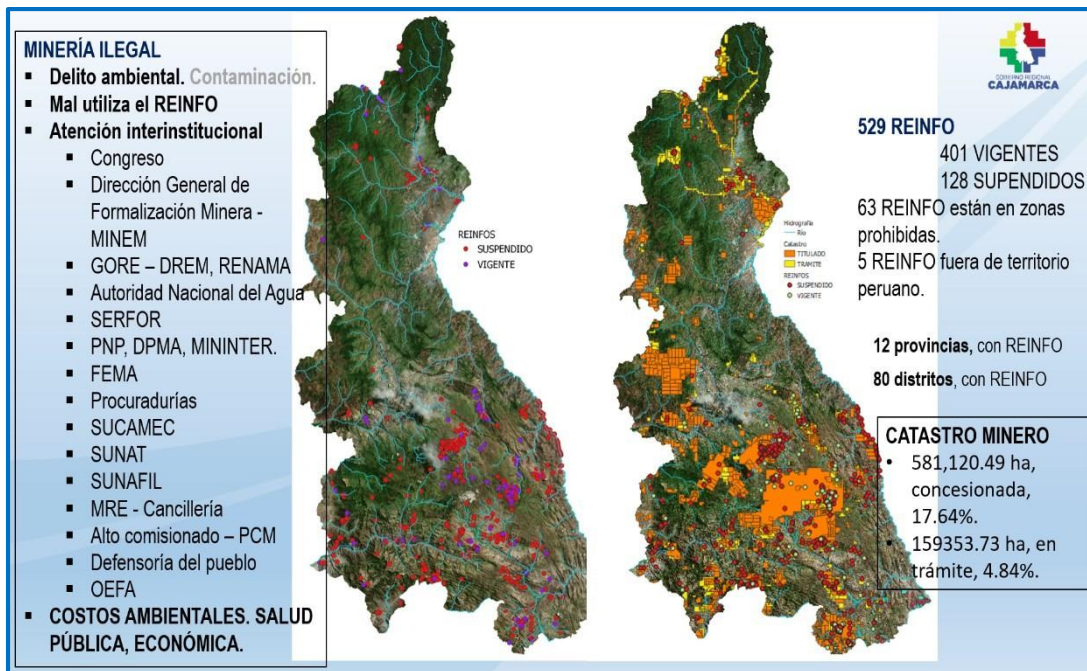 MINERÍA ILEGAL
Delito ambiental. Contaminación.
Mal utiliza el REINFO
Atención interinstitucional
Congreso
Dirección General de
Formalización Minera -
MINEM
GORE – DREM, RENAMA
Autoridad Nacional del Agua
SERFOR
PNP, DPMA, MININTER.
FEMA
Procuradurías
SUCAMEC
SUNAT
SUNAFIL
MRE - Cancillería
Alto comisionado – PCM
Defensoría del pueblo
OEFA
COSTOS AMBIENTALES. SALUD
PÚBLICA, ECONÓMICA.
REINFOS
SUSPENDIDO
VIGENTE
Hidrografía
Río
Catastro
TITULADO
TRAMITE
REINFOS
SUSPENDIDO
VIGENTE
GOBIERNO REGIONAL
CAJAMARCA
529 REINFO
401 VIGENTES
128 SUPENDIDOS
63 REINFO están en zonas
prohibidas.
5 REINFO fuera de territorio
peruano.
12 provincias, con REINFO
80 distritos, con REINFO
CATASTRO MINERO
581,120.49 ha,
concesionada,
17.64%.
159353.73 ha, en
trámite, 4.84%.